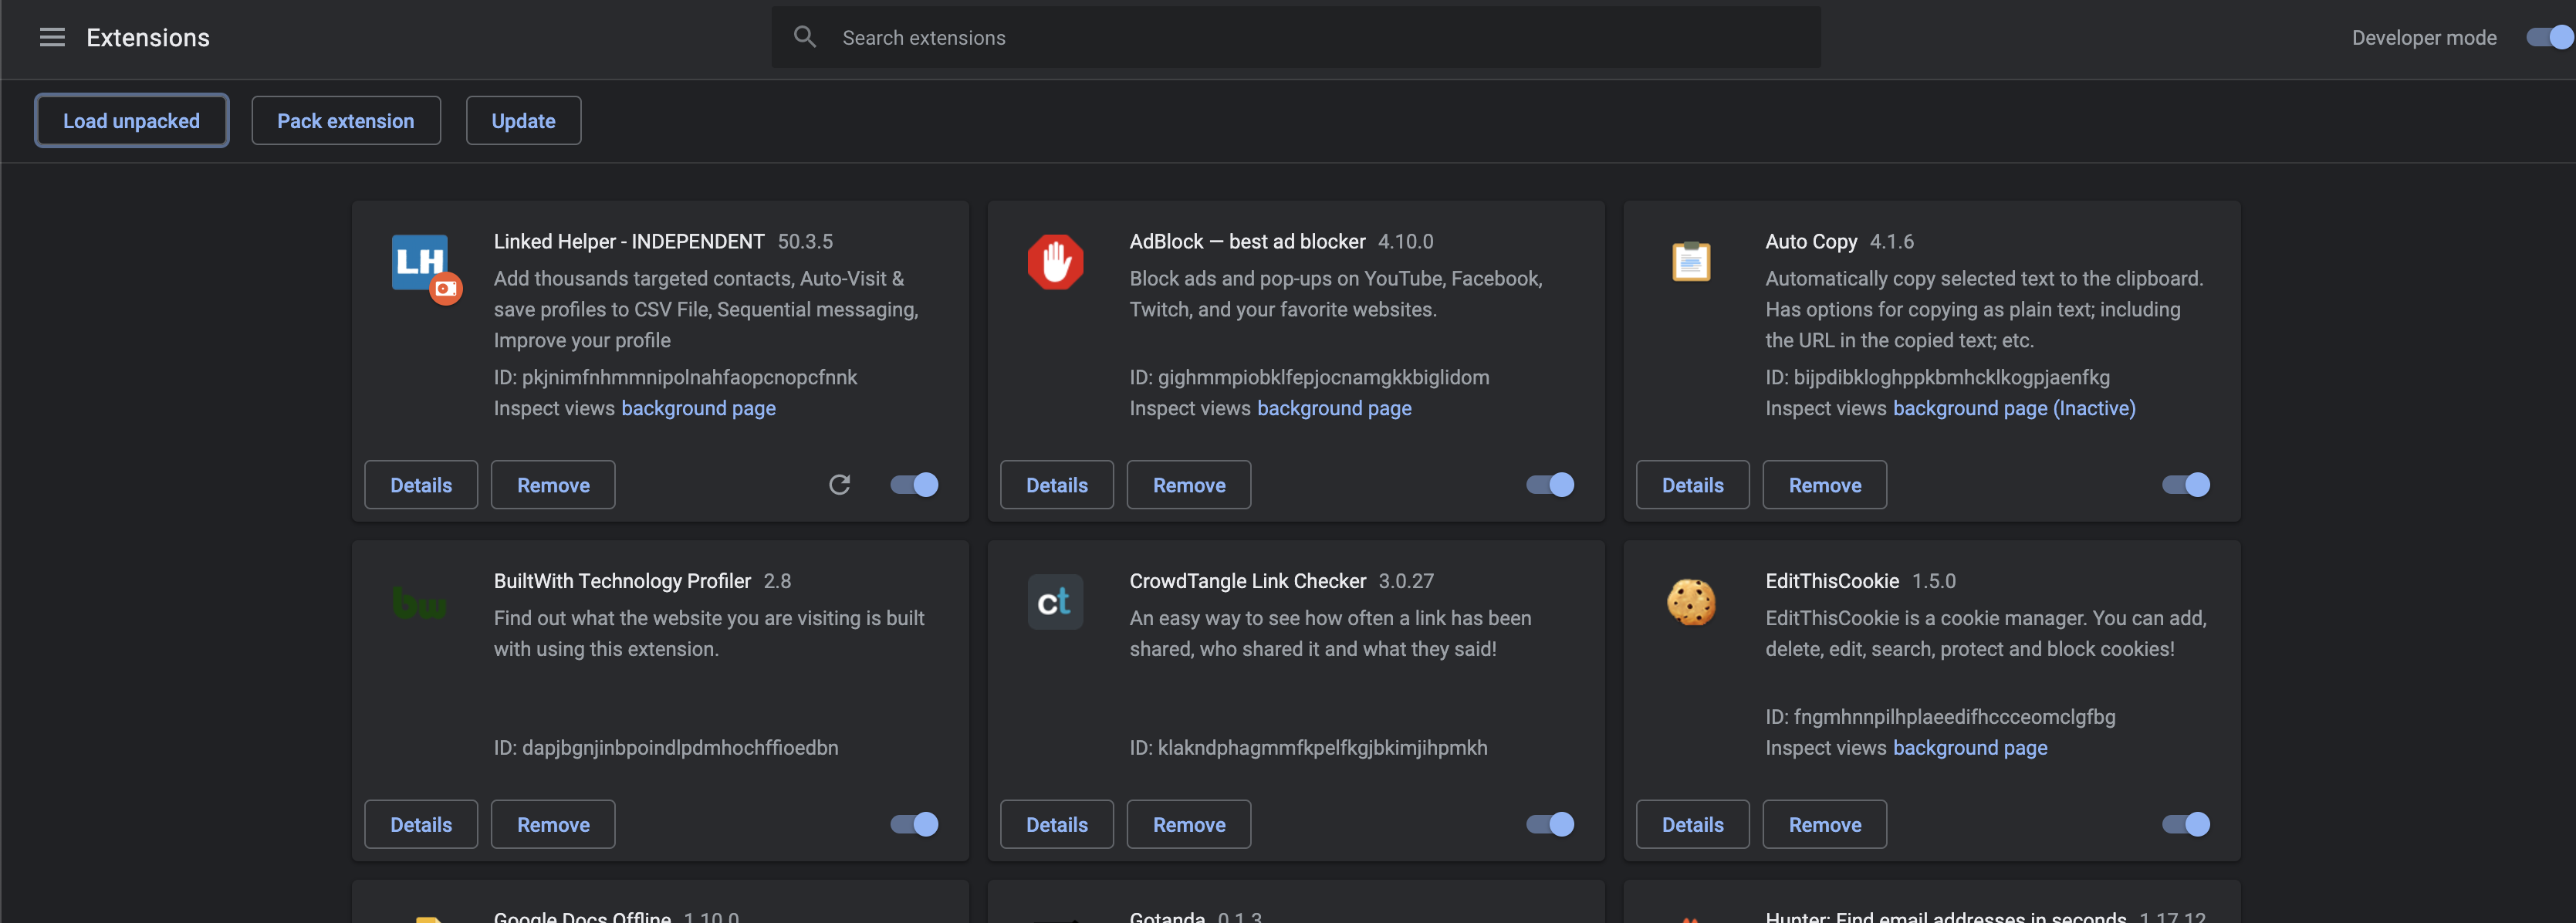 Extensions
Search extensions
Developer mode
Load unpacked
Pack extension
Update
LH
Linked Helper - INDEPENDENT 50.3.5
Add thousands targeted contacts, Auto-Visit &
save profiles to CSV File, Sequential messaging,
Improve your profile
ID: pkjnimfnhmmnipolnahfaopcnopcfnnk
Inspect views background page
Details
Remove
AdBlock — best ad blocker 4.10.0
Block ads and pop-ups on YouTube, Facebook,
Twitch, and your favorite websites.
ID: gighmmpiobklfepjocnamgkkbiglidom
Inspect views background page
Details
Remove
Auto Copy 4.1.6
Automatically copy selected text to the clipboard.
Has options for copying as plain text; including
the URL in the copied text; etc.
ID: bijpdibkloghppkbmhcklkogpjaenfkg
Inspect views background page (Inactive)
Details
Remove
bw
BuiltWith Technology Profiler 2.8
Find out what the website you are visiting is built
with using this extension.
ID: dapjbgnjinbpoindlpdmhochffioedbn
Details
Remove
ct
CrowdTangle Link Checker 3.0.27
An easy way to see how often a link has been
shared, who shared it and what they said!
ID: klakndphagmmfkpelfkgjbkimjihpmkh
Details
Remove
EditThisCookie 1.5.0
EditThisCookie is a cookie manager. You can add,
delete, edit, search, protect and block cookies!
ID: fngmhnnpilhplaeedifhccceomclgfbg
Inspect views background page
Details
Remove
Google Docs Offline 1.10.0
Gotanda 0.1.3
Hunter: Find email addresses in seconds 1.17.12